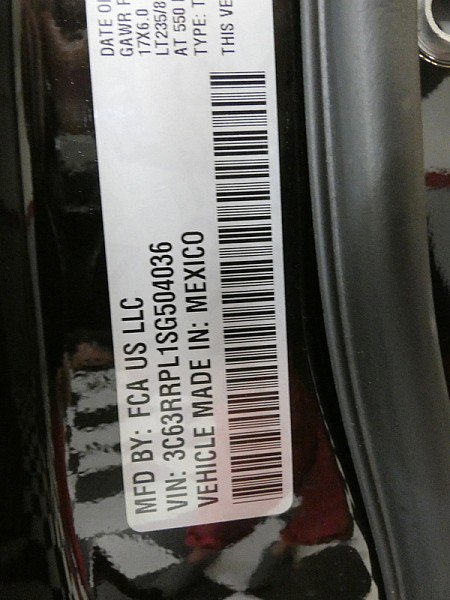 MFD BY: FCA US LLC
VIN: 3C63RRPL1SG504036
VEHICLE MADE IN: MEXICO
DATE O
GAWR
17X6.0
LT235/8
AT 550
TYPE: T
THIS VE